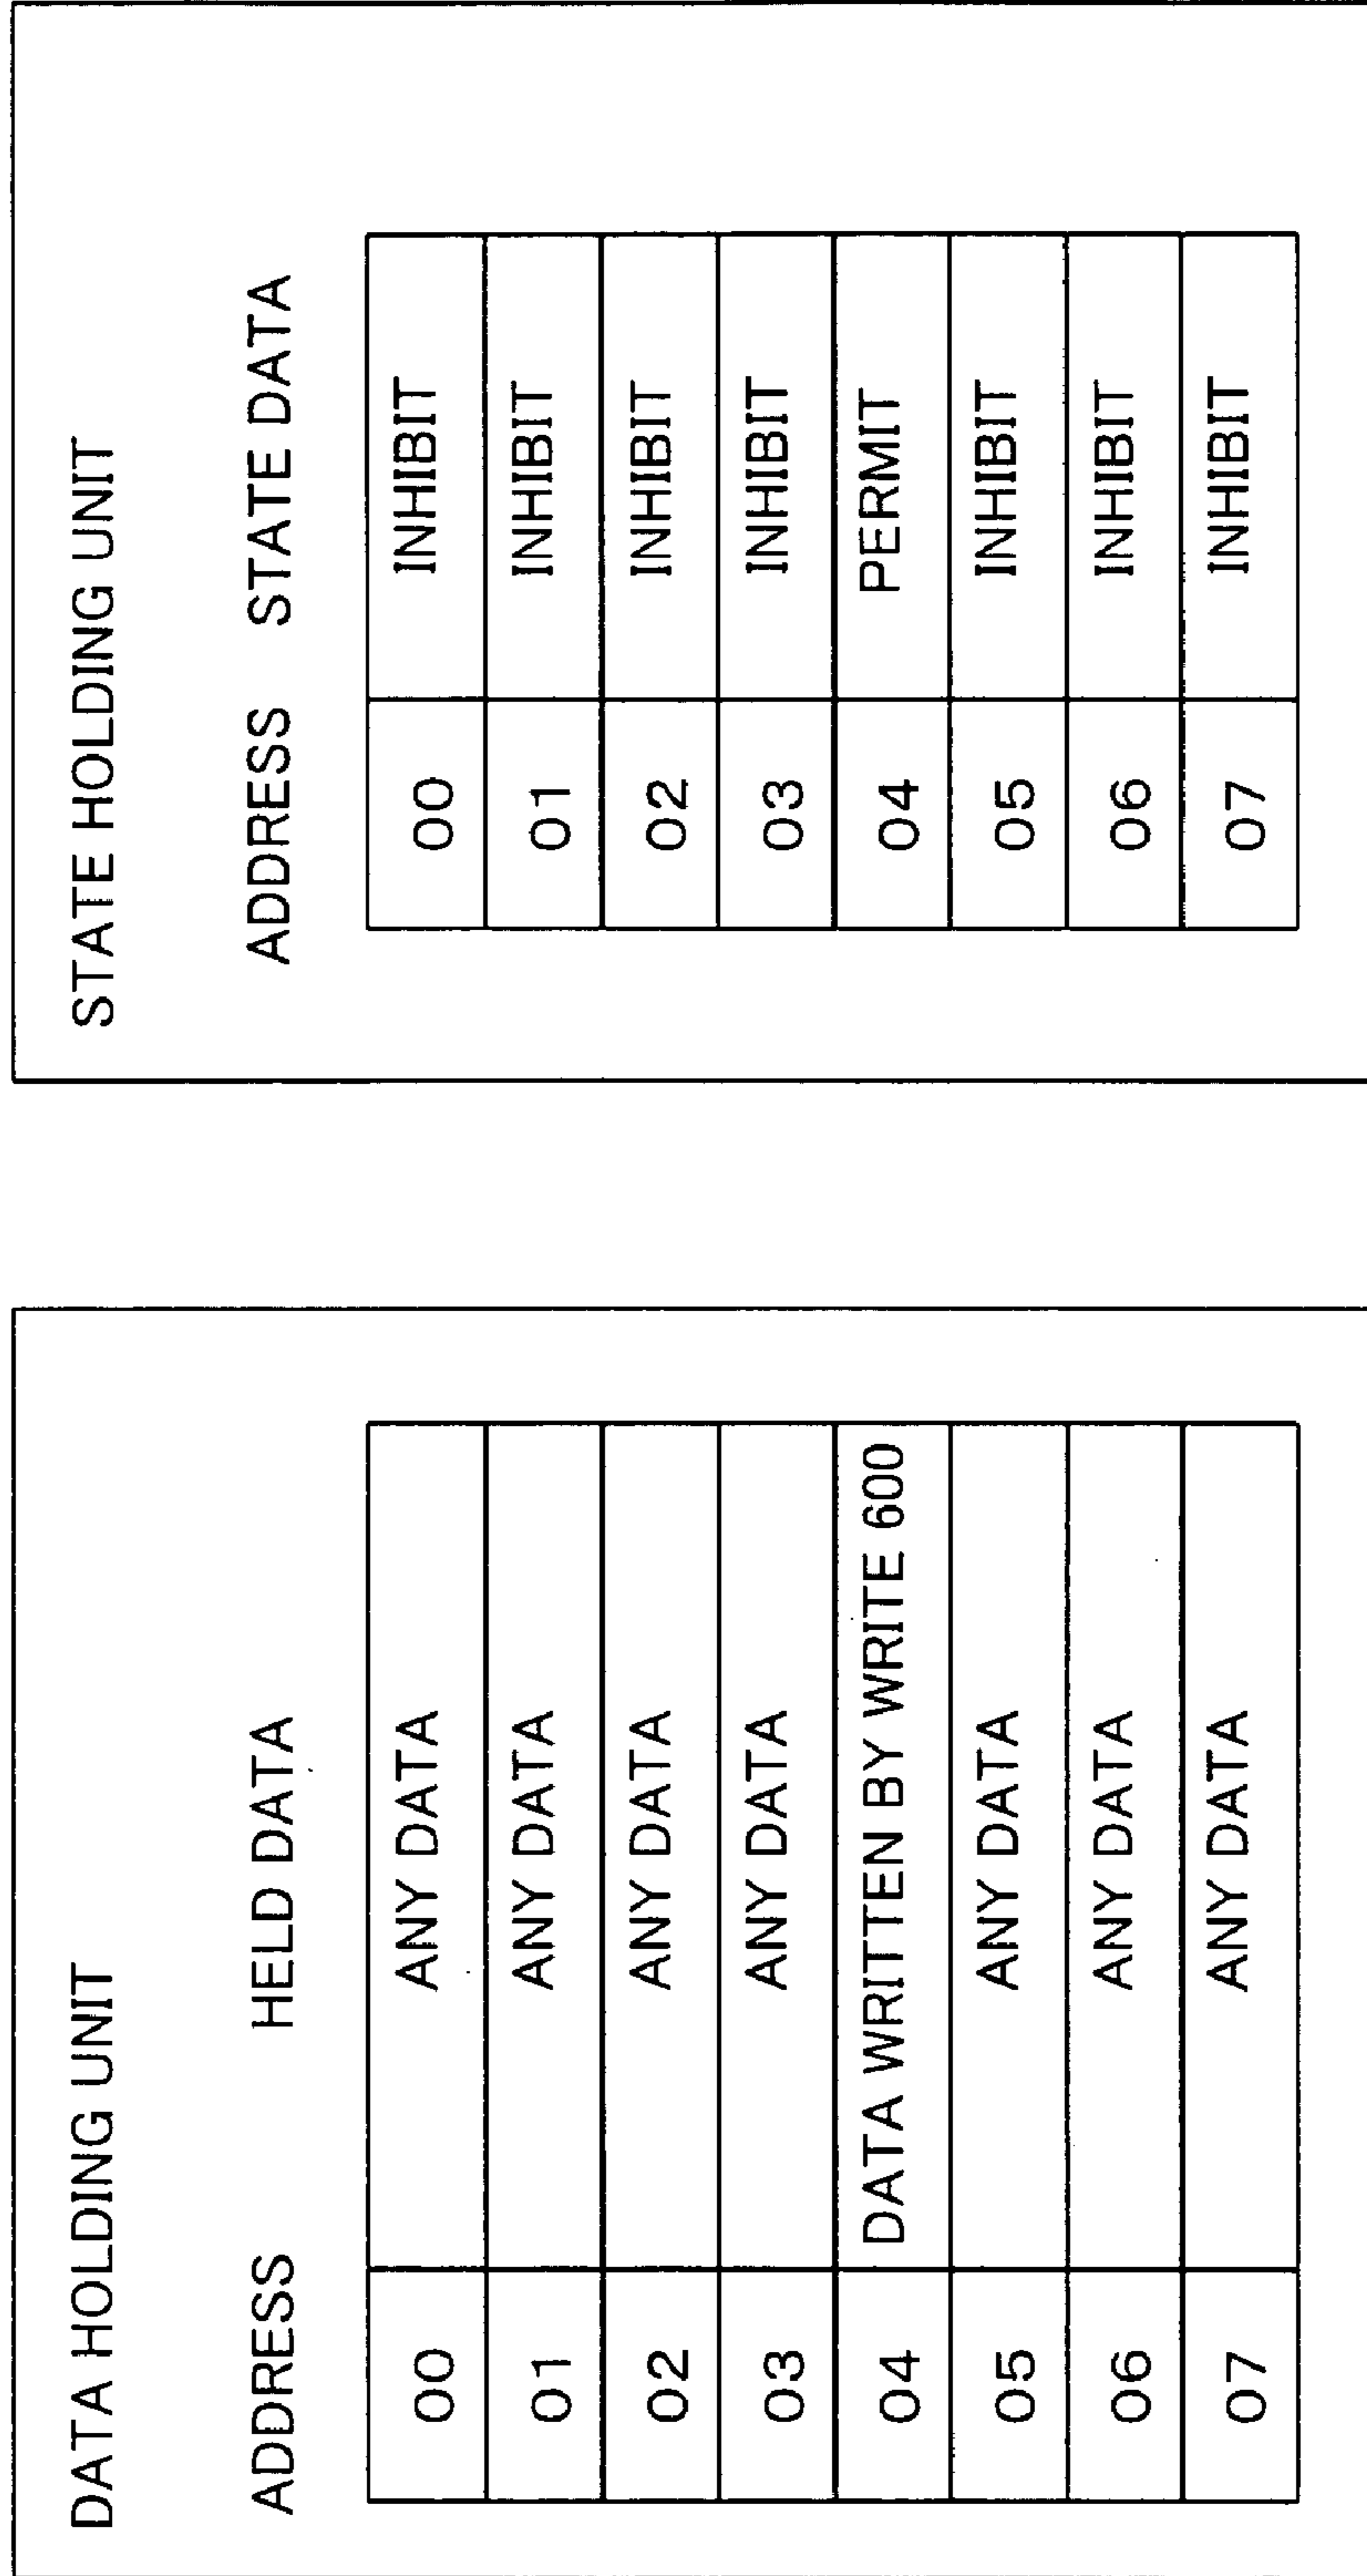 DATA HOLDING UNIT
ADDRESS HELD DATA
00 ANY DATA
01 ANY DATA
02 ANY DATA
03 ANY DATA
04 DATA WRITTEN BY WRITE 600
05 ANY DATA
06 ANY DATA
07 ANY DATA
STATE HOLDING UNIT
ADDRESS STATE DATA
00 INHIBIT
01 INHIBIT
02 INHIBIT
03 INHIBIT
04 PERMIT
05 INHIBIT
06 INHIBIT
07 INHIBIT